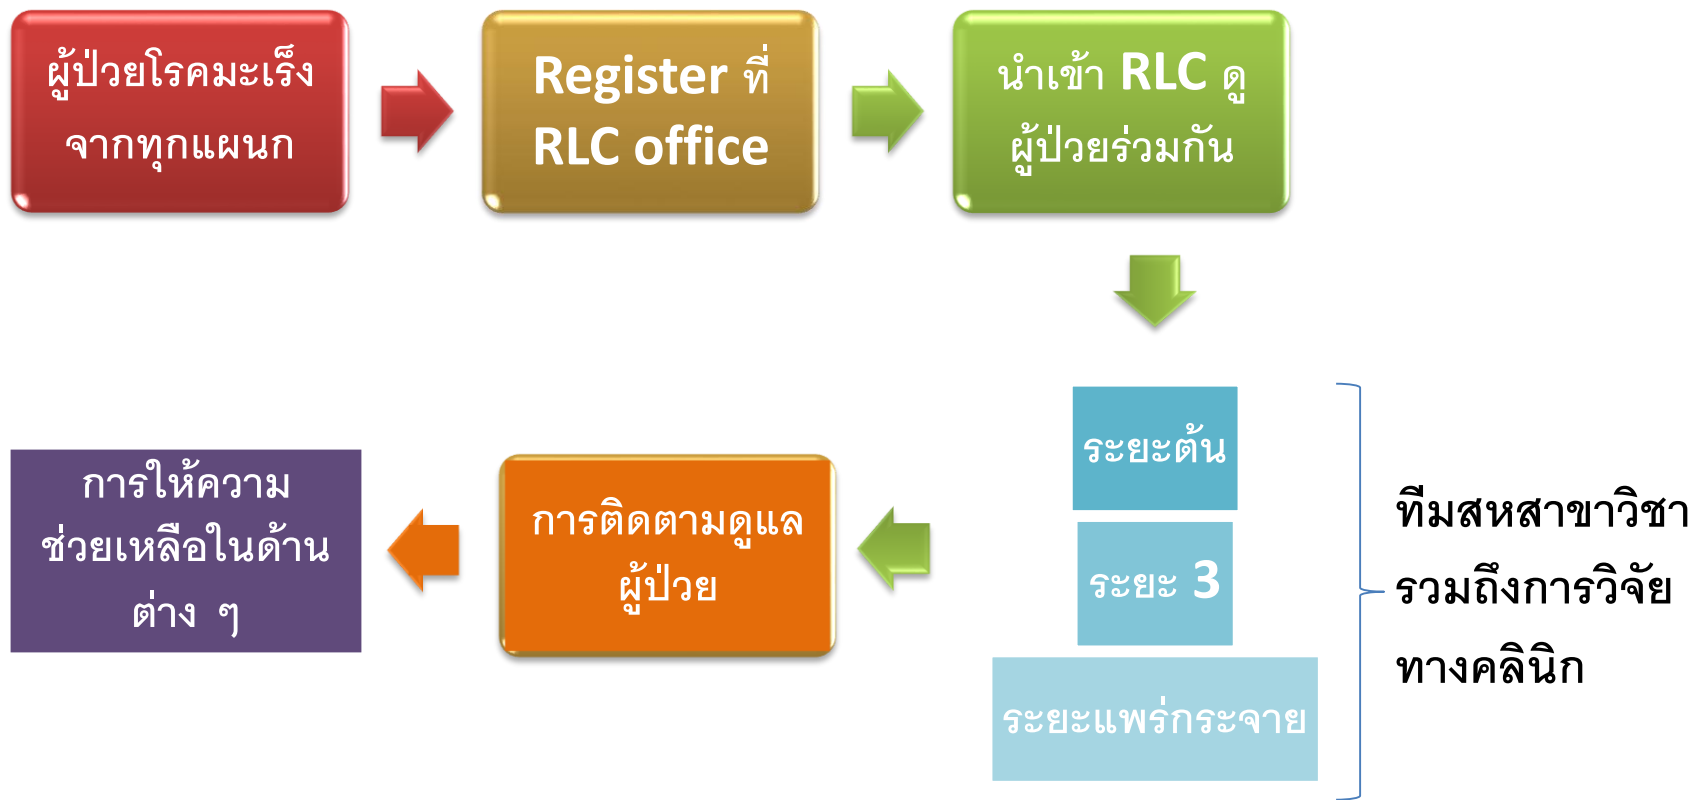 ผู้ป่วยโรคมะเร็ง
จากทุกแผนก
Register ที่
RLC office
นำเข้า RLC ดู
ผู้ป่วยร่วมกัน
ระยะต้น
ระยะ 3
ระยะแพร่กระจาย
ทีมสหสาขาวิชา
รวมถึงการวิจัย
ทางคลินิก
การติดตามดูแล
ผู้ป่วย
การให้ความ
ช่วยเหลือในด้าน
ต่าง ๆ